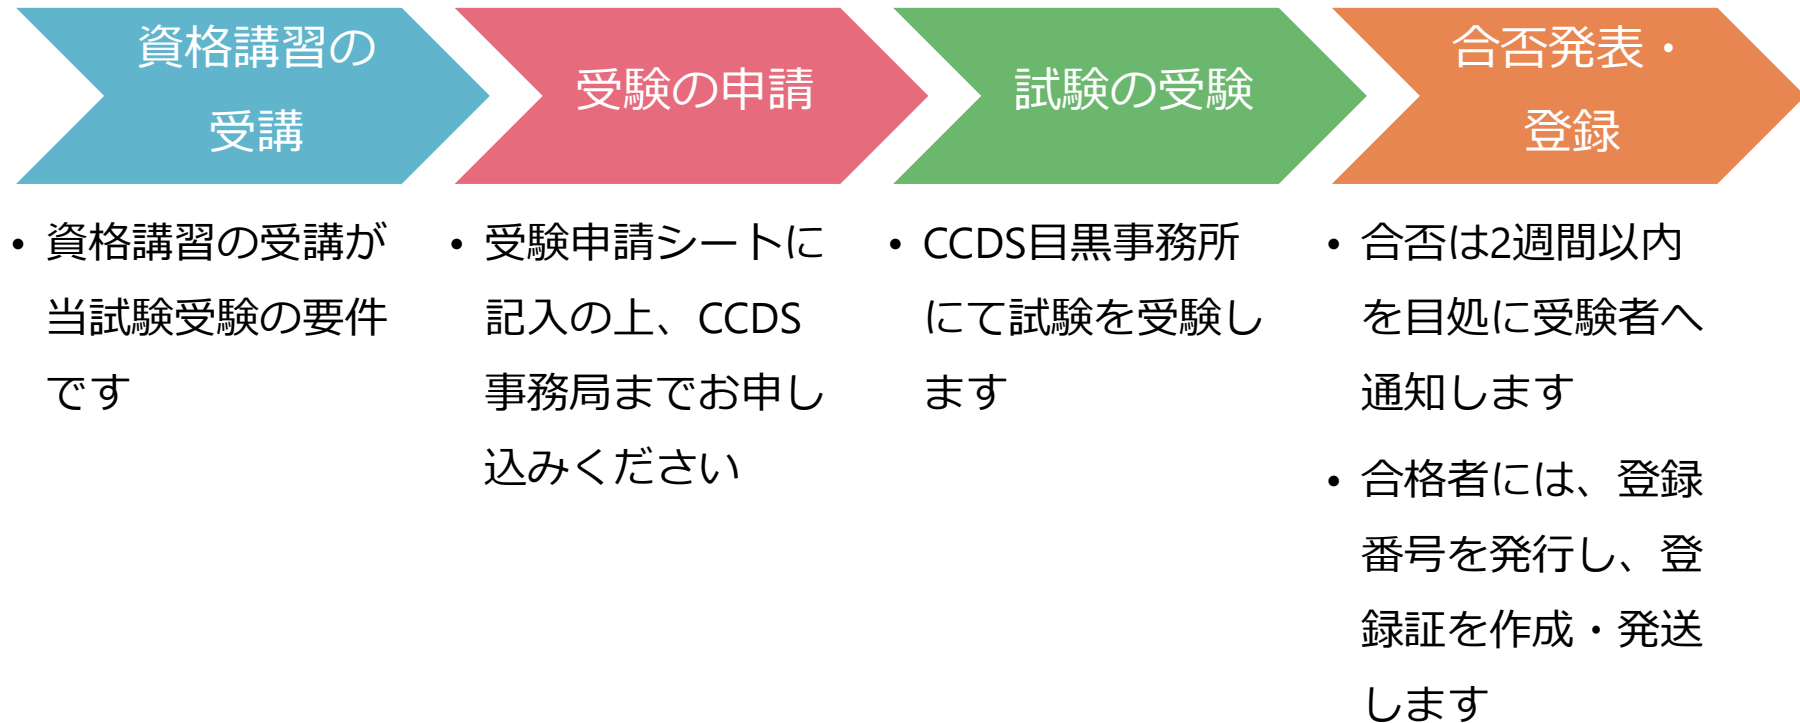 資格講習の
受講
受験の申請
試験の受験
合否発表・
登録
• 資格講習の受講が
当試験受験の要件
です
• 受験申請シートに
記入の上、CCDS
事務局までお申し
込みください
• CCDS目黒事務所
にて試験を受験し
ます
• 合否は2週間以内
を目処に受験者へ
通知します
• 合格者には、登録
番号を発行し、登
録証を作成・発送
します